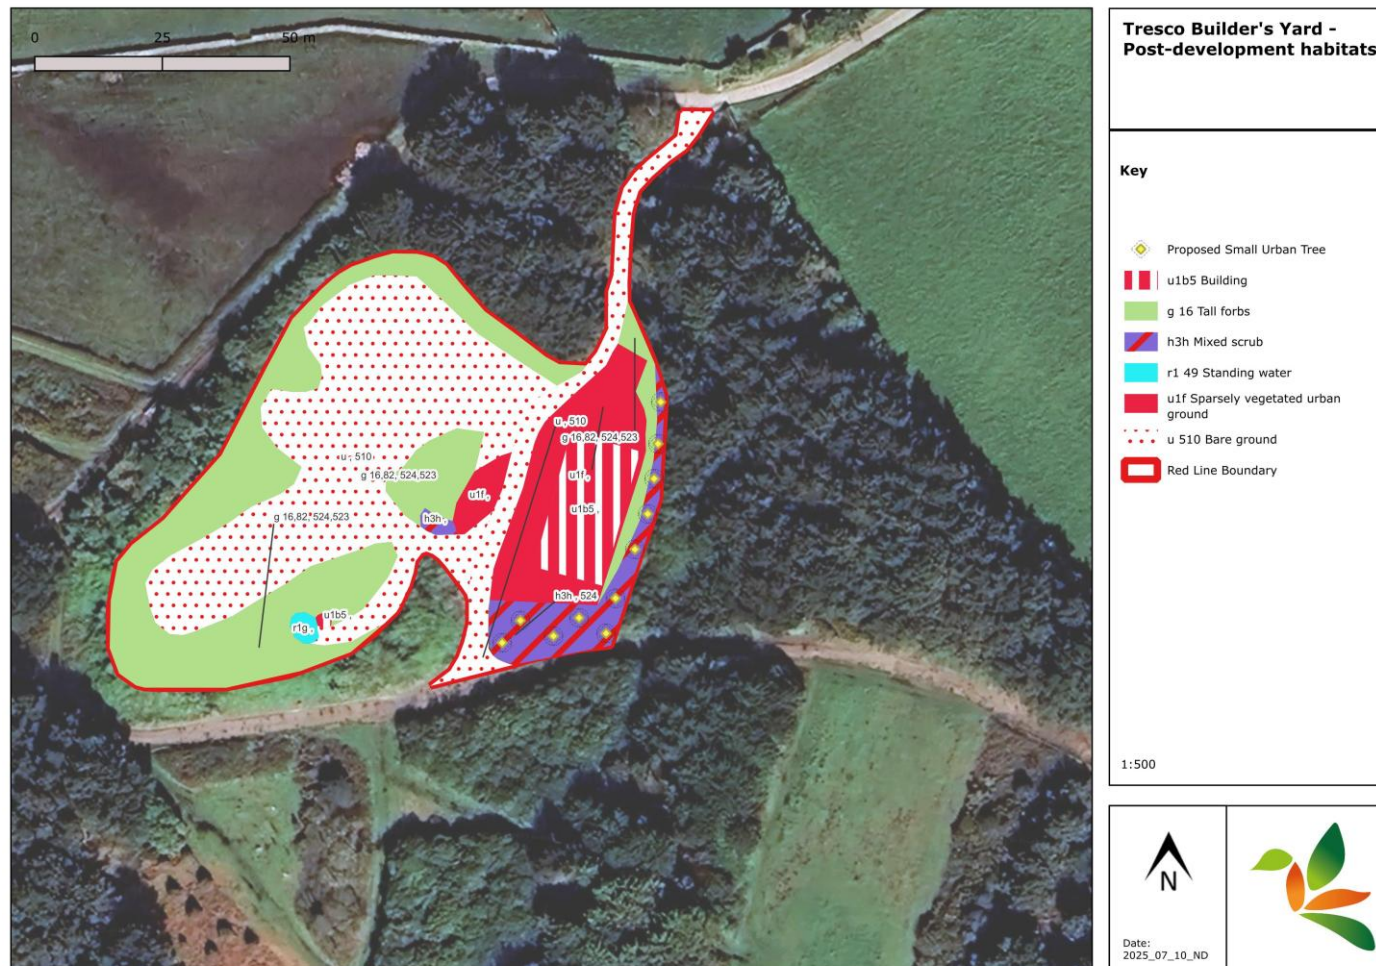 0 25 50 m
u , 510
g 16,82, 524,523
u , 510
g 16,82, 524,523
u1f ,
u1f ,
u1b5 ,
h3h ,
g 16,82, 524,523
h3h , 524
u1b5 ,
r1g ,
Tresco Builder's Yard -
Post-development habitats
Key
Proposed Small Urban Tree
u1b5 Building
g 16 Tall forbs
h3h Mixed scrub
r1 49 Standing water
u1f Sparsely vegetated urban
ground
u 510 Bare ground
Red Line Boundary
1:500
N
Date:
2025_07_10_ND